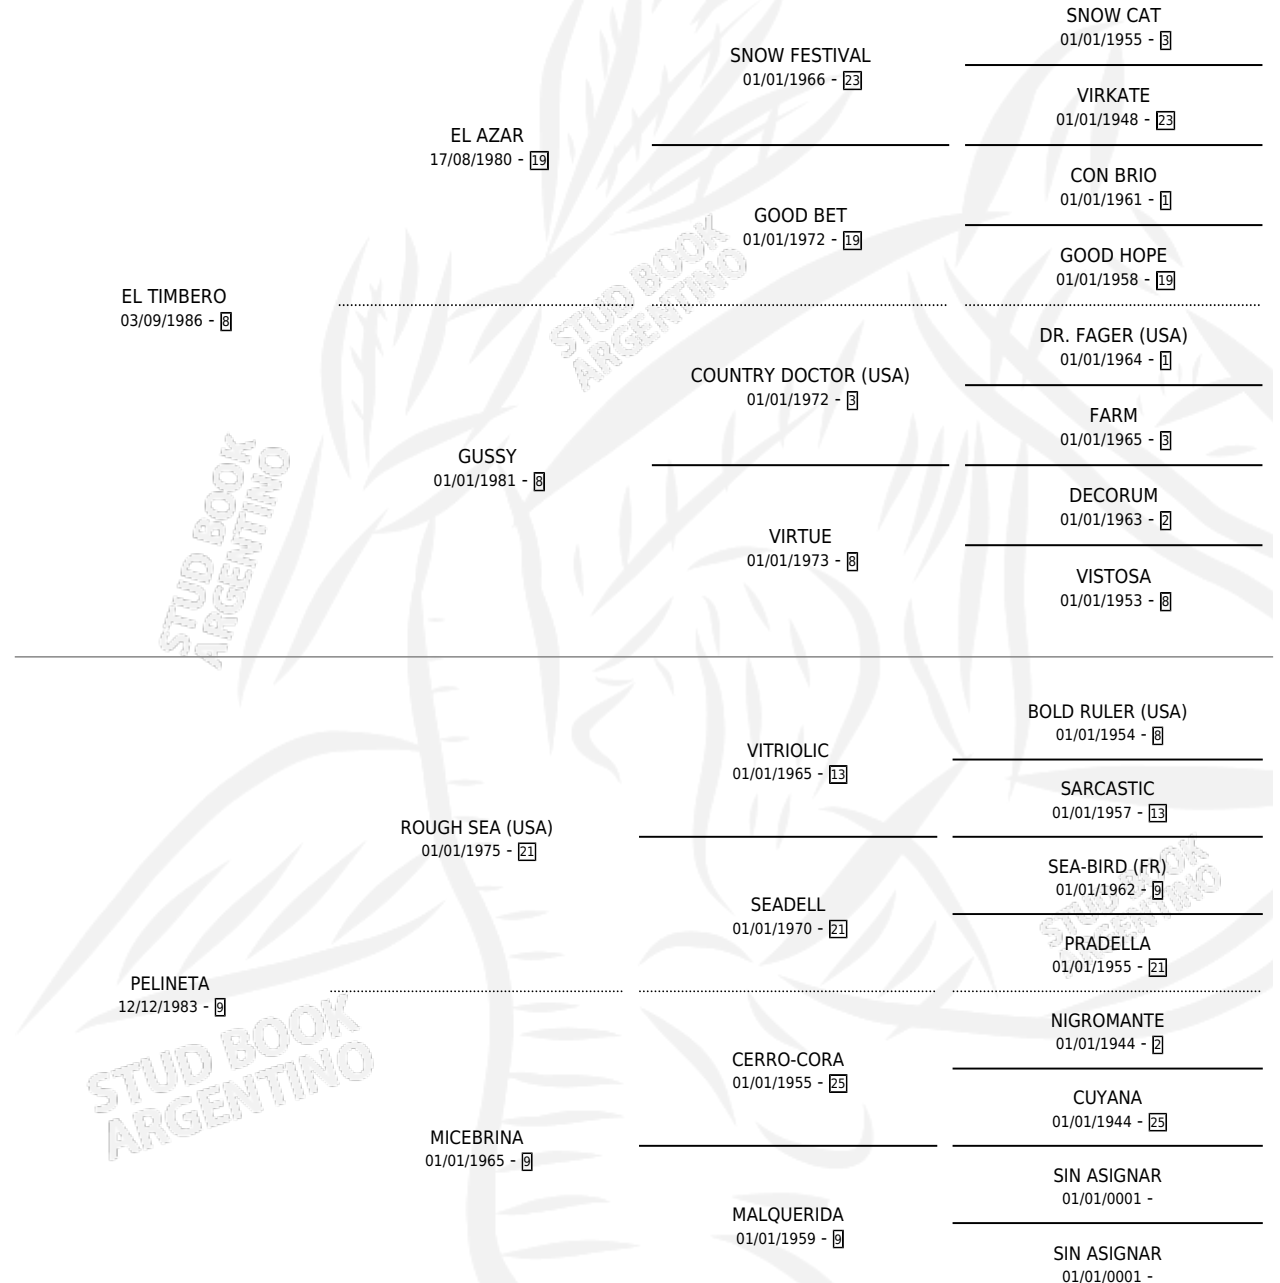 SNOW CAT
01/01/1955 - 3
SNOW FESTIVAL
01/01/1966 - 23
VIRKATE
01/01/1948 - 23
EL AZAR
17/08/1980 - 19
CON BRIO
01/01/1961 - 1
GOOD BET
01/01/1972 - 19
GOOD HOPE
01/01/1958 - 19
EL TIMBERO
03/09/1986 - 8
DR. FAGER (USA)
01/01/1964 - 1
COUNTRY DOCTOR (USA)
01/01/1972 - 3
FARM
01/01/1965 - 3
GUSSY
01/01/1981 - 8
DECORUM
01/01/1963 - 2
VIRTUE
01/01/1973 - 8
VISTOSA
01/01/1953 - 8
BOLD RULER (USA)
01/01/1954 - 8
VITRIOLIC
01/01/1965 - 13
SARCASTIC
01/01/1957 - 13
ROUGH SEA (USA)
01/01/1975 - 21
SEA-BIRD (FR)
01/01/1962 - 9
SEADELL
01/01/1970 - 21
PRADELLA
01/01/1955 - 21
PELINETA
12/12/1983 - 9
NIGROMANTE
01/01/1944 - 2
CERRO-CORA
01/01/1955 - 25
CUYANA
01/01/1944 - 25
MICEBRINA
01/01/1965 - 9
SIN ASIGNAR
01/01/0001 -
MALQUERIDA
01/01/1959 - 9
SIN ASIGNAR
01/01/0001 -
STUD BOOK
ARGENTINO
STUD BOOK
ARGENTINO
STUD BOOK
ARGENTINO
STUD BOOK
ARGENTINO